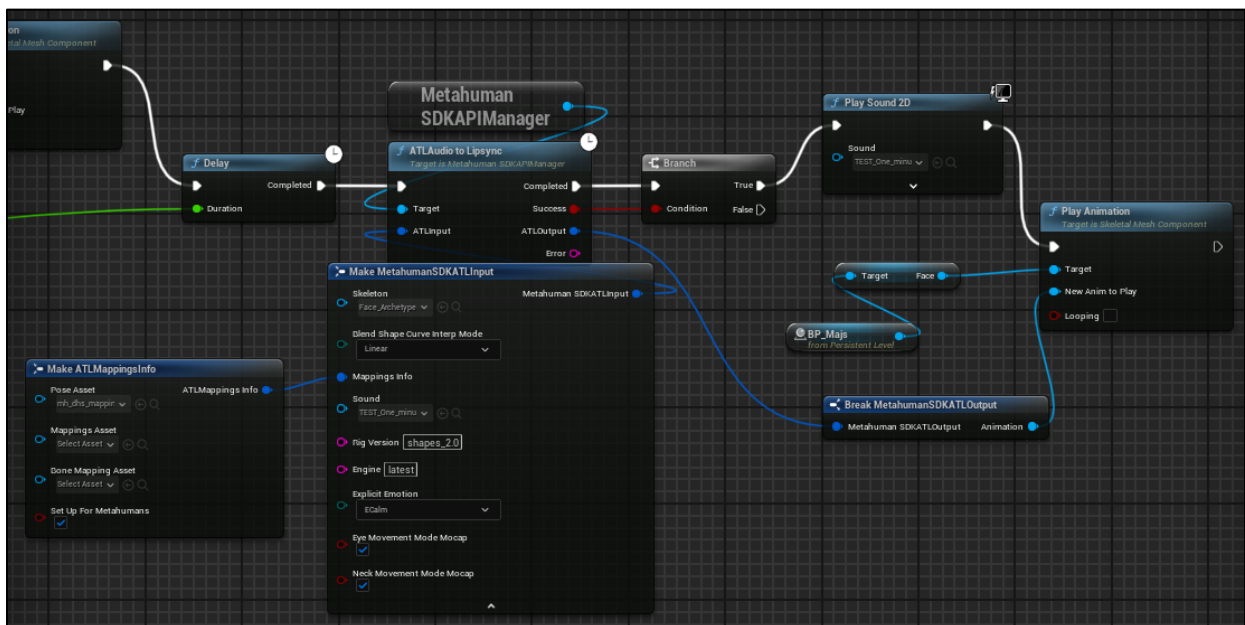 on
etal Mesh Component
Play
Delay
Completed
Duration
Metahuman
SDKAPIManager
ATLAudio to Lipsync
Target is Metahuman SDKAPIManager
Completed
Target
Success
ATLInput
ATLOutput
Error
Branch
True
Condition
False
Play Sound 2D
Sound
TEST_One_minu
Play Animation
Target is Skeletal Mesh Component
Target
New Anim to Play
Looping
Target
Face
BP_Majs
from Persistent Level
Break MetahumanSDKATLOutput
Metahuman SDKATLOutput
Animation
Make MetahumanSDKATLInput
Skeleton
Metahuman SDKATLInput
Face_Archetype
Blend Shape Curve Interp Mode
Linear
Mappings Info
Sound
TEST_One_minu
Rig Version shapes_2.0
Engine latest
Explicit Emotion
ECalm
Eye Movement Mode Mocap
Neck Movement Mode Mocap
Make ATLMappingsInfo
Pose Asset
ATLMappings Info
mh_dhs_mappin
Mappings Asset
Select Asset
Done Mapping Asset
Select Asset
Set Up For Metahumans